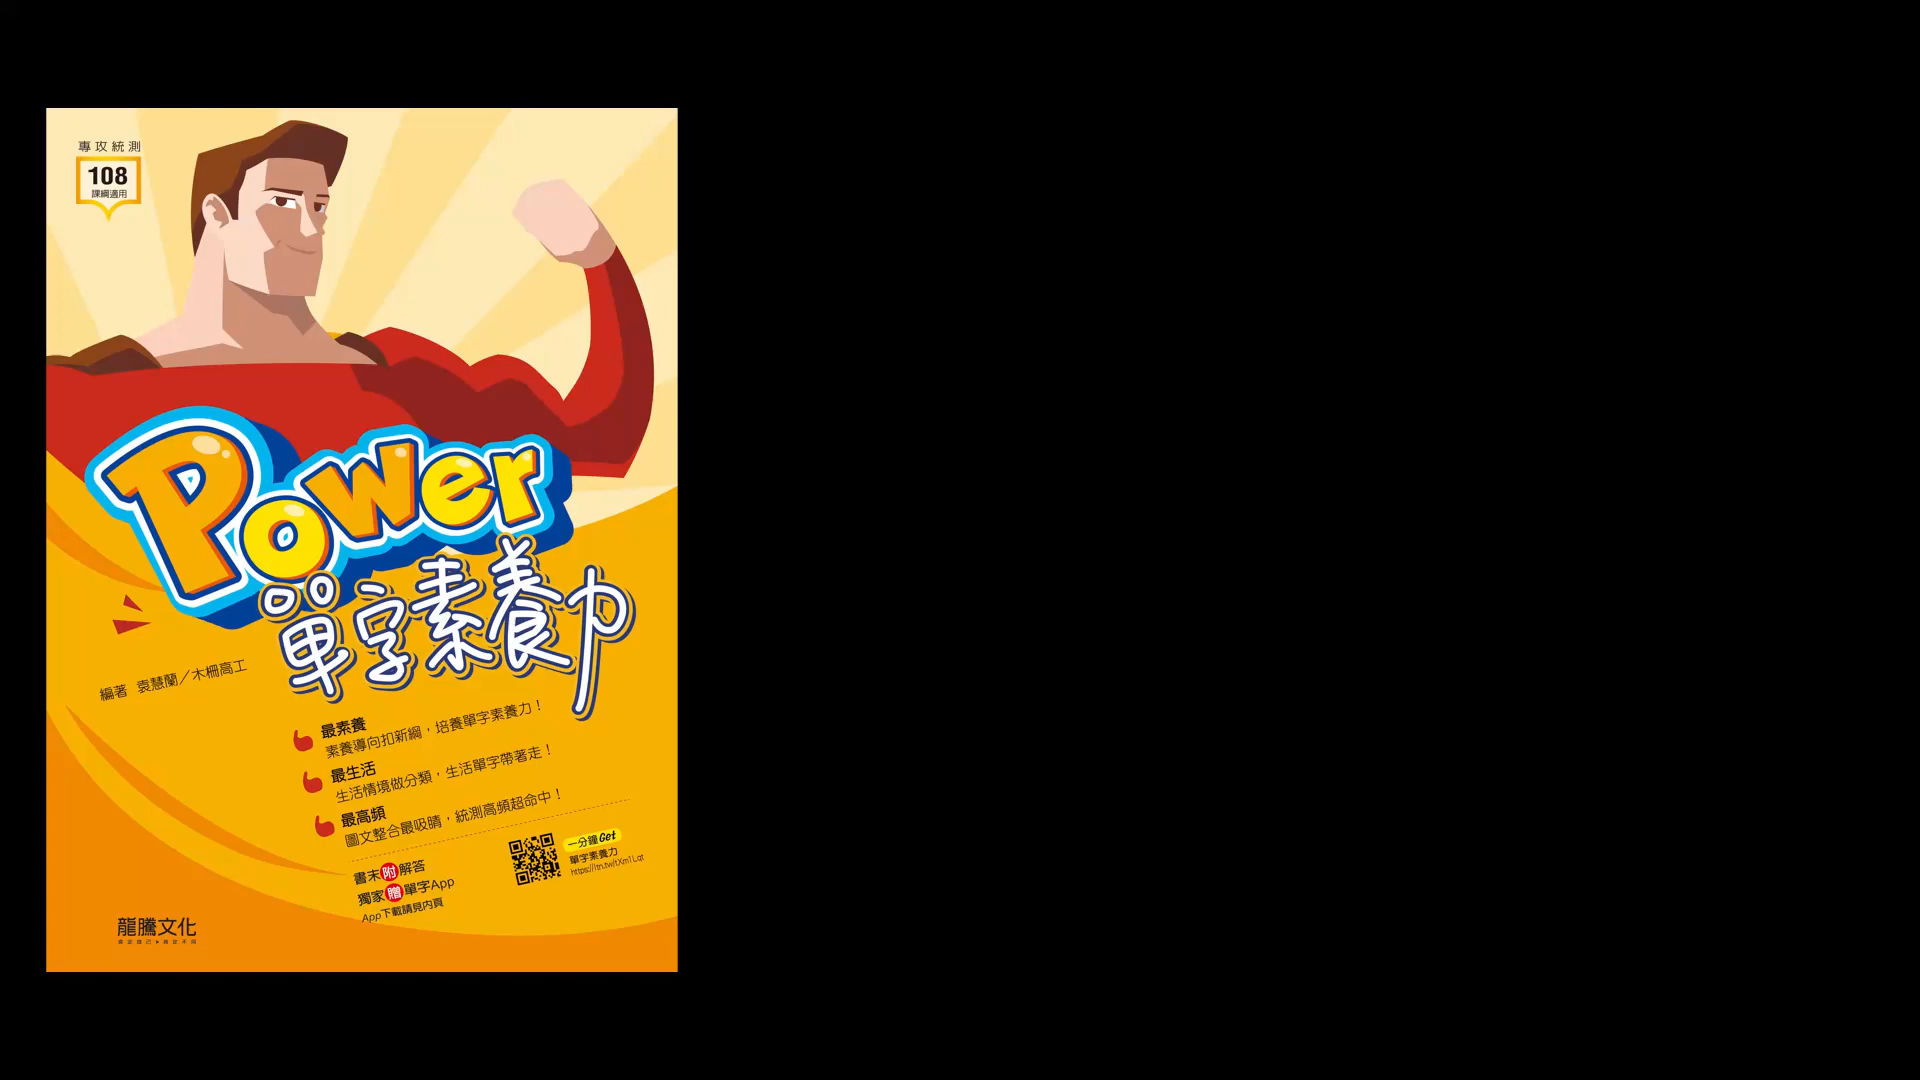 專攻統測
108
課綱適用
Power
單字素養力
編著 袁慧蘭／木柵高工
最素養
素養導向扣新綱，培養單字素養力！
最生活
生活情境做分類，生活單字帶著走！
最高頻
圖文整合最吸睛，統測高頻超命中！
書末附解答
獨家贈單字App
App下載請見內頁
一分鐘Get
單字素養力
龍騰文化